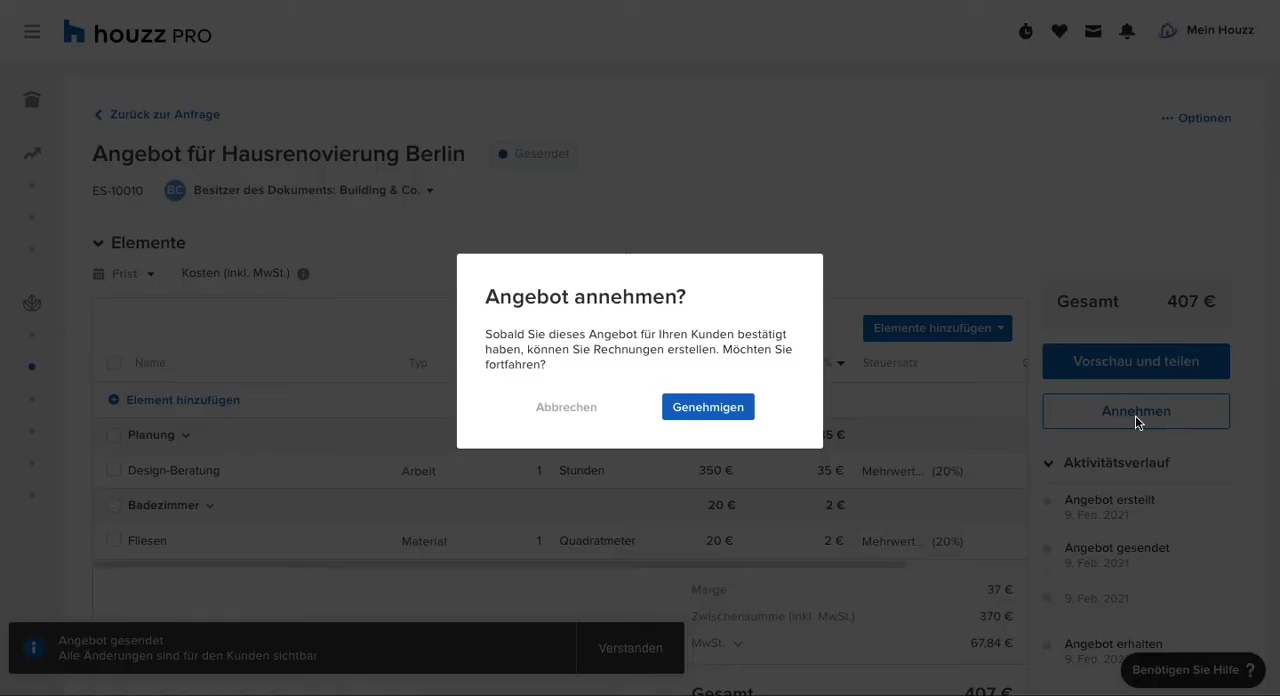 houzz PRO
Mein Houzz
Zurück zur Anfrage
Optionen
Angebot für Hausrenovierung Berlin
Gesendet
ES-10010
BC
Besitzer des Dokuments: Building & Co.
Elemente
Frist
Kosten (inkl. MwSt.)
Gesamt 407 €
Elemente hinzufügen
Vorschau und teilen
Annehmen
Angebot annehmen?
Sobald Sie dieses Angebot für Ihren Kunden bestätigt
haben, können Sie Rechnungen erstellen. Möchten Sie
fortfahren?
Abbrechen
Genehmigen
Name Typ % Steuersatz
Element hinzufügen
Planung 5 €
Design-Beratung Arbeit 1 Stunden 350 € 35 € Mehrwert... (20%)
Badezimmer 20 € 2 €
Fliesen Material 1 Quadratmeter 20 € 2 € Mehrwert... (20%)
Marge 37 €
Zwischensumme (inkl. MwSt.) 370 €
MwSt. 67,84 €
Gesamt 407 €
Aktivitätsverlauf
Angebot erstellt
9. Feb. 2021
Angebot gesendet
9. Feb. 2021
9. Feb. 2021
Angebot erhalten
9. Feb. 202
Angebot gesendet
Alle Änderungen sind für den Kunden sichtbar
Verstanden
Benötigen Sie Hilfe ?